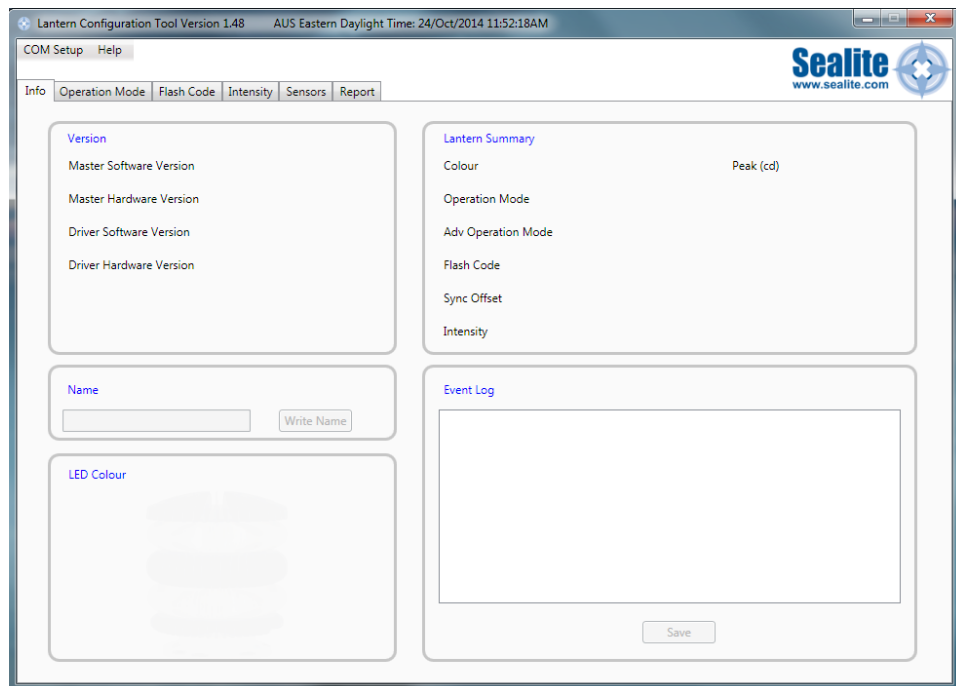 Lantern Configuration Tool Version 1.48 AUS Eastern Daylight Time: 24/Oct/2014 11:52:18AM
COM Setup Help
Sealite
www.sealite.com
Info Operation Mode Flash Code Intensity Sensors Report
Version
Master Software Version
Master Hardware Version
Driver Software Version
Driver Hardware Version
Lantern Summary
Colour Peak (cd)
Operation Mode
Adv Operation Mode
Flash Code
Sync Offset
Intensity
Name
Write Name
LED Colour
Event Log
Save